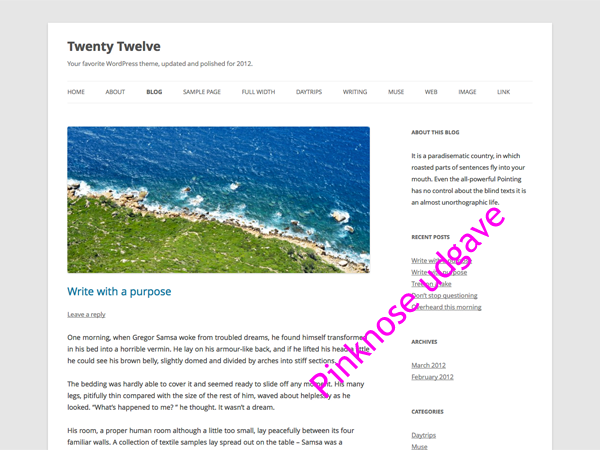 Twenty Twelve
Your favorite WordPress theme, updated and polished for 2012.
HOME ABOUT BLOG SAMPLE PAGE FULL WIDTH DAYTRIPS WRITING MUSE WEB IMAGE LINK
Write with a purpose
Leave a reply
One morning, when Gregor Samsa woke from troubled dreams, he found himself transformed
in his bed into a horrible vermin. He lay on his armour-like back, and if he lifted his head a little
he could see his brown belly, slightly domed and divided by arches into stiff sections.
The bedding was hardly able to cover it and seemed ready to slide off any moment. His many
legs, pitifully thin compared with the size of the rest of him, waved about helplessly as he
looked. "What's happened to me? " he thought. It wasn't a dream.
His room, a proper human room although a little too small, lay peacefully between its four
familiar walls. A collection of textile samples lay spread out on the table – Samsa was a
ABOUT THIS BLOG
It is a paradisematic country, in which
roasted parts of sentences fly into your
mouth. Even the all-powerful Pointing
has no control about the blind texts it is
an almost unorthographic life.
RECENT POSTS
Write with a purpose
Write with purpose
Tree on a lake
Don't stop questioning
Overheard this morning
ARCHIVES
March 2012
February 2012
CATEGORIES
Daytrips
Muse
Pinknose udgave